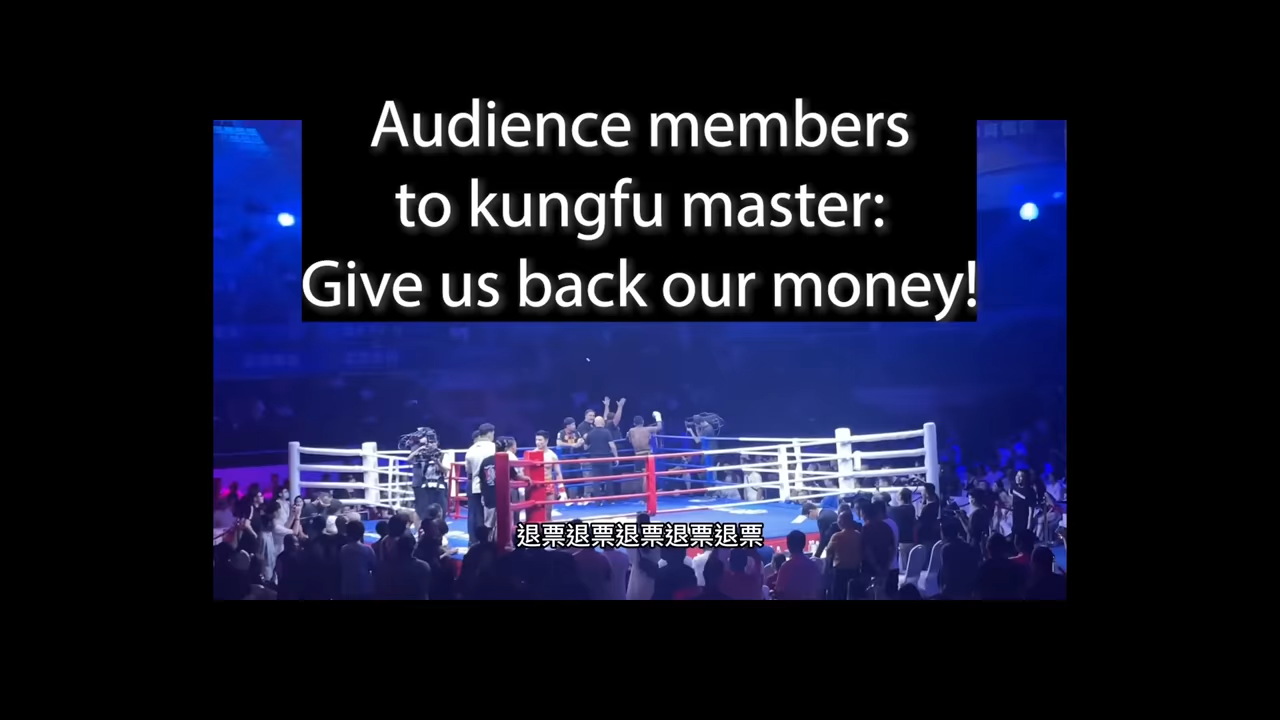 Audience members
to kungfu master:
Give us back our money!
退票退票退票退票退票